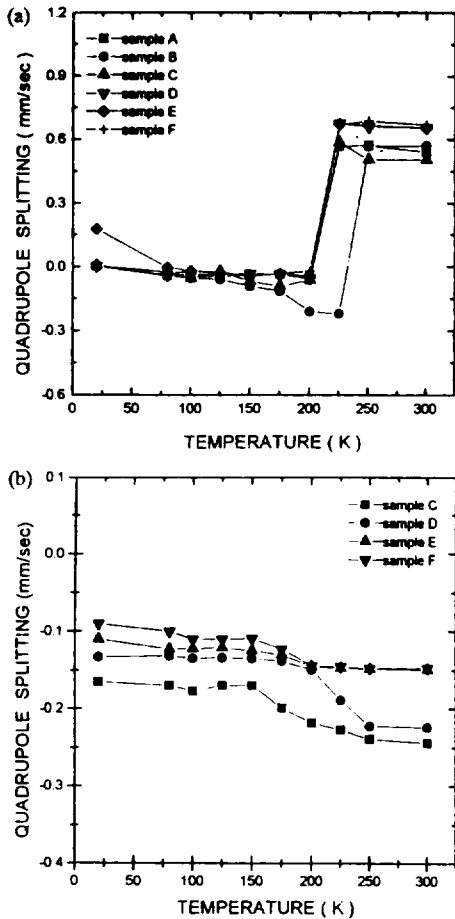 (a)
1.2
0.9
0.6
0.3
0.0
-0.3
-0.6
QUADRUPOLE SPLITTING ( mm/sec )
sample A
sample B
sample C
sample D
sample E
sample F
0 50 100 150 200 250 300
TEMPERATURE ( K )
(b)
0.1
0.0
-0.1
-0.2
-0.3
-0.4
QUADRUPOLE SPLITTING (mm/sec)
sample C
sample D
sample E
sample F
0 50 100 150 200 250 300
TEMPERATURE ( K )